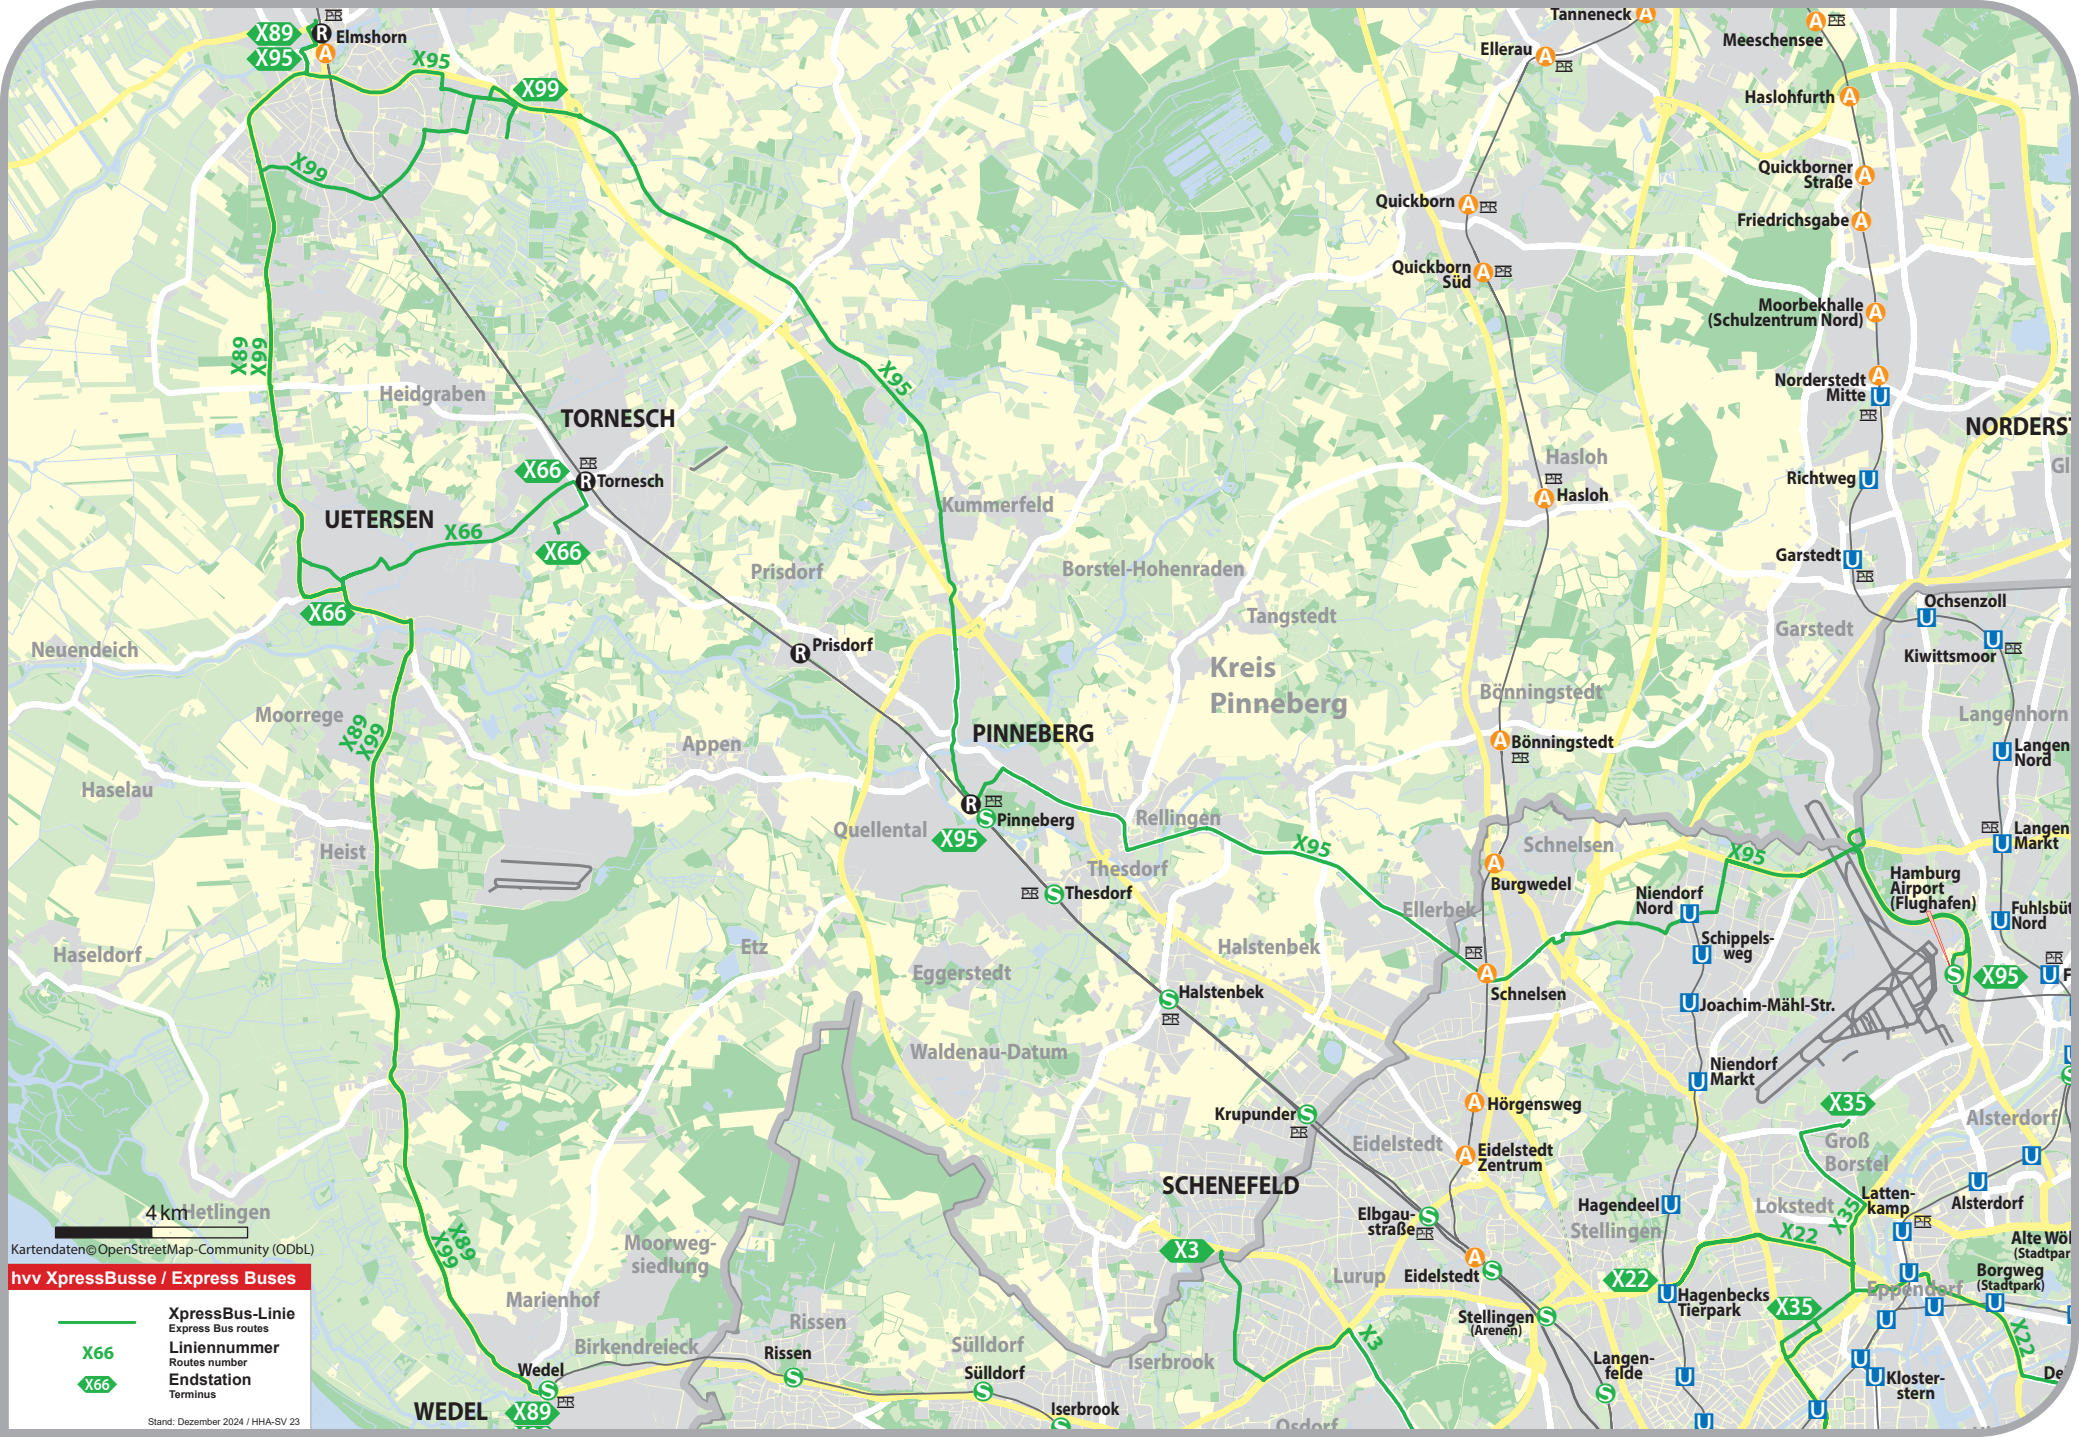 X89
X95
Elmshorn
X95
X99
X99
Tanneck
Ellerau
Meeschensee
Haslohfurth
Quickborner
Straße
Friedrichsgabe
Quickborn
Quickborn
Süd
Moorbekhalle
(Schulzentrum Nord)
Norderstedt
Mitte
NORDERST
X89
X99
Heidgraben
TORNESCH
X95
X66
Tornesch
UETERSEN
X66
X66
Kummerfeld
Hasloh
Hasloh
Richtweg
Gl
Garstedt
Prisdorf
Borstel-Hohenraden
X66
Tangstedt
Garstedt
Ochsenzoll
Kiwittsmoor
Neuendeich
Prisdorf
Kreis
Pinneberg
Bönningstedt
Langenhorn
Moorrege
X89
X99
Appen
PINNEBERG
Bönningstedt
Langen
Nord
Haselau
Heist
Quellental
X95
Pinneberg
Rellingen
X95
Schnelsen
X95
Langen
Markt
Thesdorf
Thesdorf
Burgwedel
Niendorf
Nord
Hamburg
Airport
(Flughafen)
Fuhlsbüt
Nord
Ellerbek
Haseldorf
Etz
Eggerstedt
Halstenbek
Schippels-
weg
X95
F
Halstenbek
Schnelsen
Joachim-Mähl-Str.
Waldenau-Datum
Niendorf
Markt
Krupunder
Hörgensweg
X35
Eidelstedt
Eidelstedt
Zentrum
Groß
Borstel
Alsterdorf
SCHENEFELD
Hetlingen
Elbgau-
straße
Hagendeel
Stellingen
Lokstedt
X35
Latten-
kamp
Alsterdorf
X22
X89
X99
Moorweg-
siedlung
X3
Eidelstedt
Lurup
X22
Hagenbecks
Tierpark
X35
Eppendorf
Alte Wöh
(Stadtpar
Borgweg
(Stadtpark)
Marienhof
Rissen
Birkendreieck
Sülldorf
Iserbrook
X3
Stellingen
(Arenen)
X22
Wedel
Rissen
Sülldorf
Langen-
felde
Kloster-
stern
De
WEDEL
X89
Iserbrook
Osdorf
4 km
Kartendaten © OpenStreetMap-Community (ODbL)
hvv XpressBusse / Express Buses
XpressBus-Linie
Express Bus routes
X66
Liniennummer
Routes number
X66
Endstation
Terminus
Stand: Dezember 2024 / HHA-SV 23